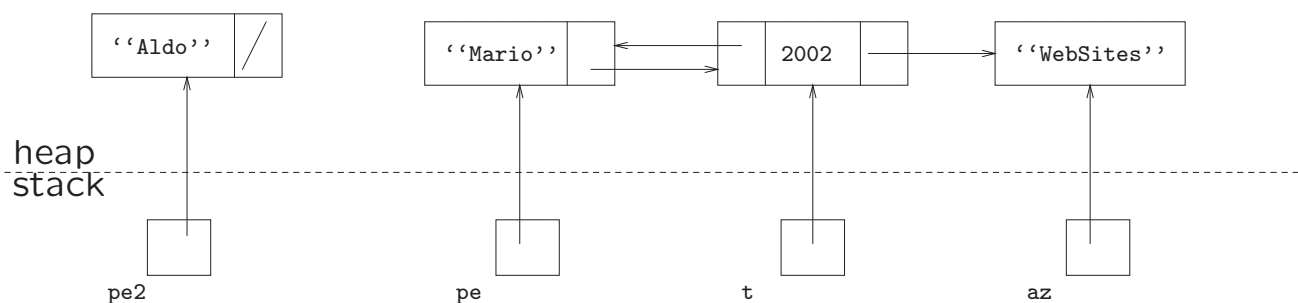 ‘‘Aldo’’
‘‘Mario’’
2002
‘‘WebSites’’
heap
stack
pe2
pe
t
az